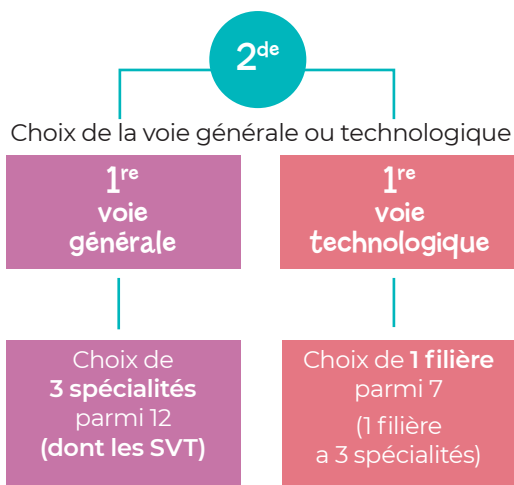 2de
Choix de la voie générale ou technologique
1re
voie
générale
1re
voie
technologique
Choix de
3 spécialités
parmi 12
(dont les SVT)
Choix de 1 filière
parmi 7
(1 filière
a 3 spécialités)